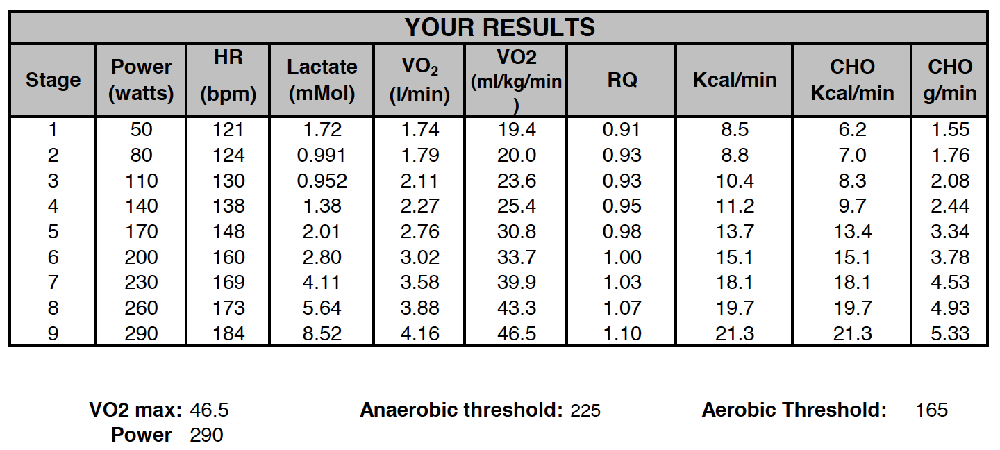 YOUR RESULTS
Stage Power (watts) HR (bpm) Lactate (mMol) VO₂ (l/min) VO2 (ml/kg/min) RQ Kcal/min CHO Kcal/min CHO g/min
1 50 121 1.72 1.74 19.4 0.91 8.5 6.2 1.55
2 80 124 0.991 1.79 20.0 0.93 8.8 7.0 1.76
3 110 130 0.952 2.11 23.6 0.93 10.4 8.3 2.08
4 140 138 1.38 2.27 25.4 0.95 11.2 9.7 2.44
5 170 148 2.01 2.76 30.8 0.98 13.7 13.4 3.34
6 200 160 2.80 3.02 33.7 1.00 15.1 15.1 3.78
7 230 169 4.11 3.58 39.9 1.03 18.1 18.1 4.53
8 260 173 5.64 3.88 43.3 1.07 19.7 19.7 4.93
9 290 184 8.52 4.16 46.5 1.10 21.3 21.3 5.33
VO2 max: 46.5 Anaerobic threshold: 225 Aerobic Threshold: 165
Power 290